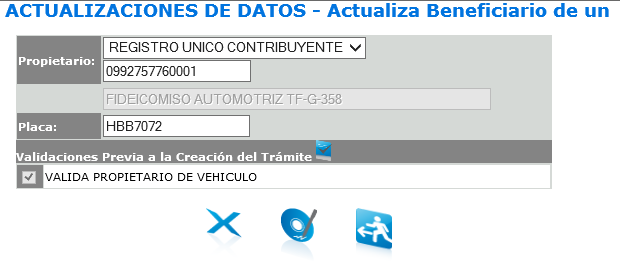 ACTUALIZACIONES DE DATOS - Actualiza Beneficiario de un
Propietario: REGISTRO UNICO CONTRIBUYENTE
0992757760001
FIDEICOMISO AUTOMOTRIZ TF-G-358
Placa: HBB7072
Validaciones Previa a la Creación del Trámite
VALIDA PROPIETARIO DE VEHICULO